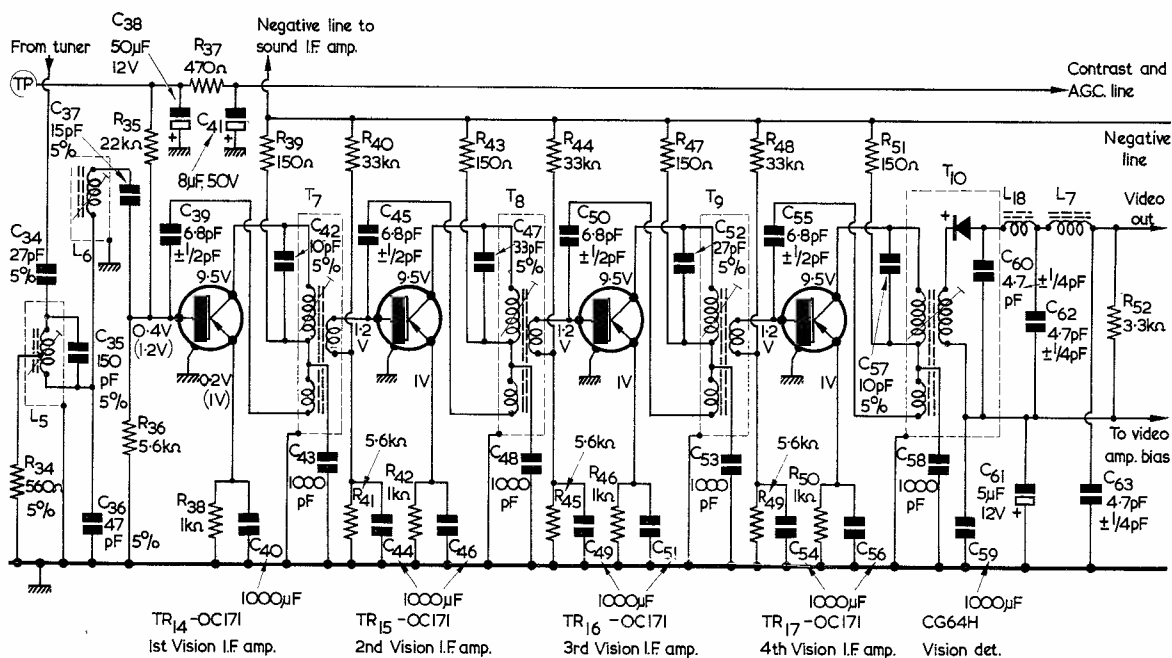 C38
50µF
12V
From tuner
TP
R37
470Ω
Negative line to
sound I.F. amp.
Contrast and
A.G.C. line
Negative
line
C37
15pF
5%
R35
22kΩ
C41
8µF, 50V
R39
150Ω
R40
33kΩ
R43
150Ω
R44
33kΩ
R47
150Ω
R48
33kΩ
R51
150Ω
T7
T8
T9
T10
L18
L7
Video
out
L6
C34
27pF
5%
C39
6.8pF
±1/2pF
C42
10pF
5%
C45
6.8pF
±1/2pF
C47
33pF
5%
C50
6.8pF
±1/2pF
C52
27pF
5%
C55
6.8pF
±1/2pF
C60
4.7
pF
±1/4pF
C62
4.7pF
±1/4pF
R52
3.3kΩ
9.5V
9.5V
9.5V
9.5V
0.4V
(1.2V)
0.2V
(1V)
1.2
V
1V
1.2
V
1V
1.2
V
1V
C57
10pF
5%
C35
150
pF
5%
L5
R36
5.6kΩ
5%
R34
560Ω
5%
C36
47
pF
R38
1kΩ
C40
C43
1000
pF
5.6kΩ
R41
R42
1kΩ
C44
C46
C48
1000
pF
5.6kΩ
R45
R46
1kΩ
C49
C51
C53
1000
pF
5.6kΩ
R49
R50
1kΩ
C54
C56
C58
1000
pF
C59
C61
5µF
12V
To video
amp. bias
C63
4.7pF
±1/4pF
1000µF
1000µF
1000µF
1000µF
1000µF
TR14-OC171
1st Vision I.F. amp.
TR15-OC171
2nd Vision I.F. amp.
TR16-OC171
3rd Vision I.F. amp.
TR17-OC171
4th Vision I.F. amp.
CG64H
Vision det.